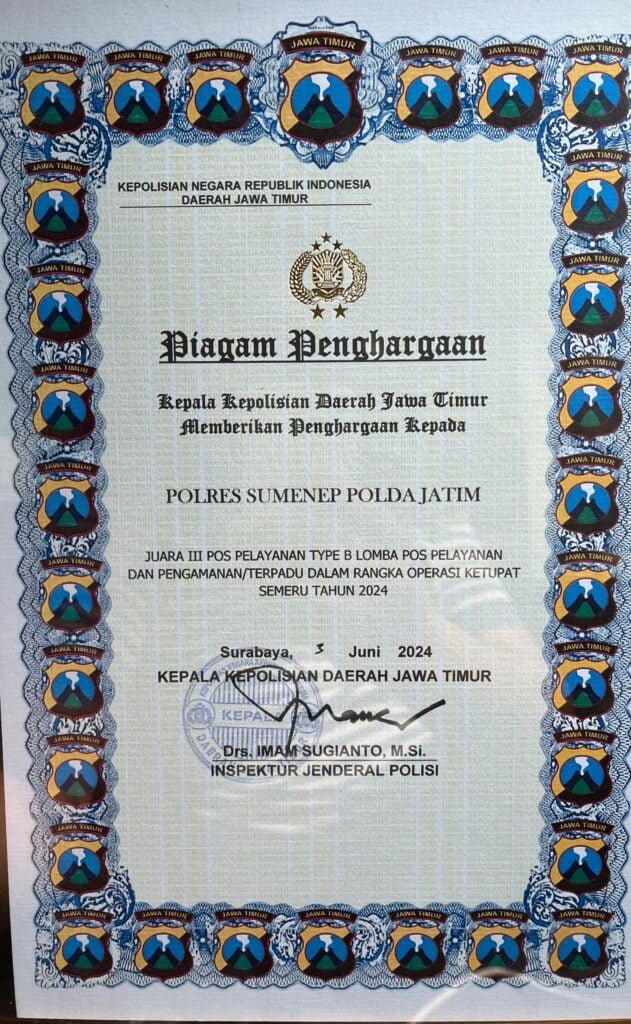 JAWA TIMUR
KEPOLISIAN NEGARA REPUBLIK INDONESIA
DAERAH JAWA TIMUR
Piagam Penghargaan
Kepala Kepolisian Daerah Jawa Timur
Memberikan Penghargaan Kepada
POLRES SUMENEP POLDA JATIM
JUARA III POS PELAYANAN TYPE B LOMBA POS PELAYANAN
DAN PENGAMANAN/TERPADU DALAM RANGKA OPERASI KETUPAT
SEMERU TAHUN 2024
Surabaya, 3 Juni 2024
KEPALA KEPOLISIAN DAERAH JAWA TIMUR
KEPALA
Drs. IMAM SUGIANTO, M.Si.
INSPEKTUR JENDERAL POLISI